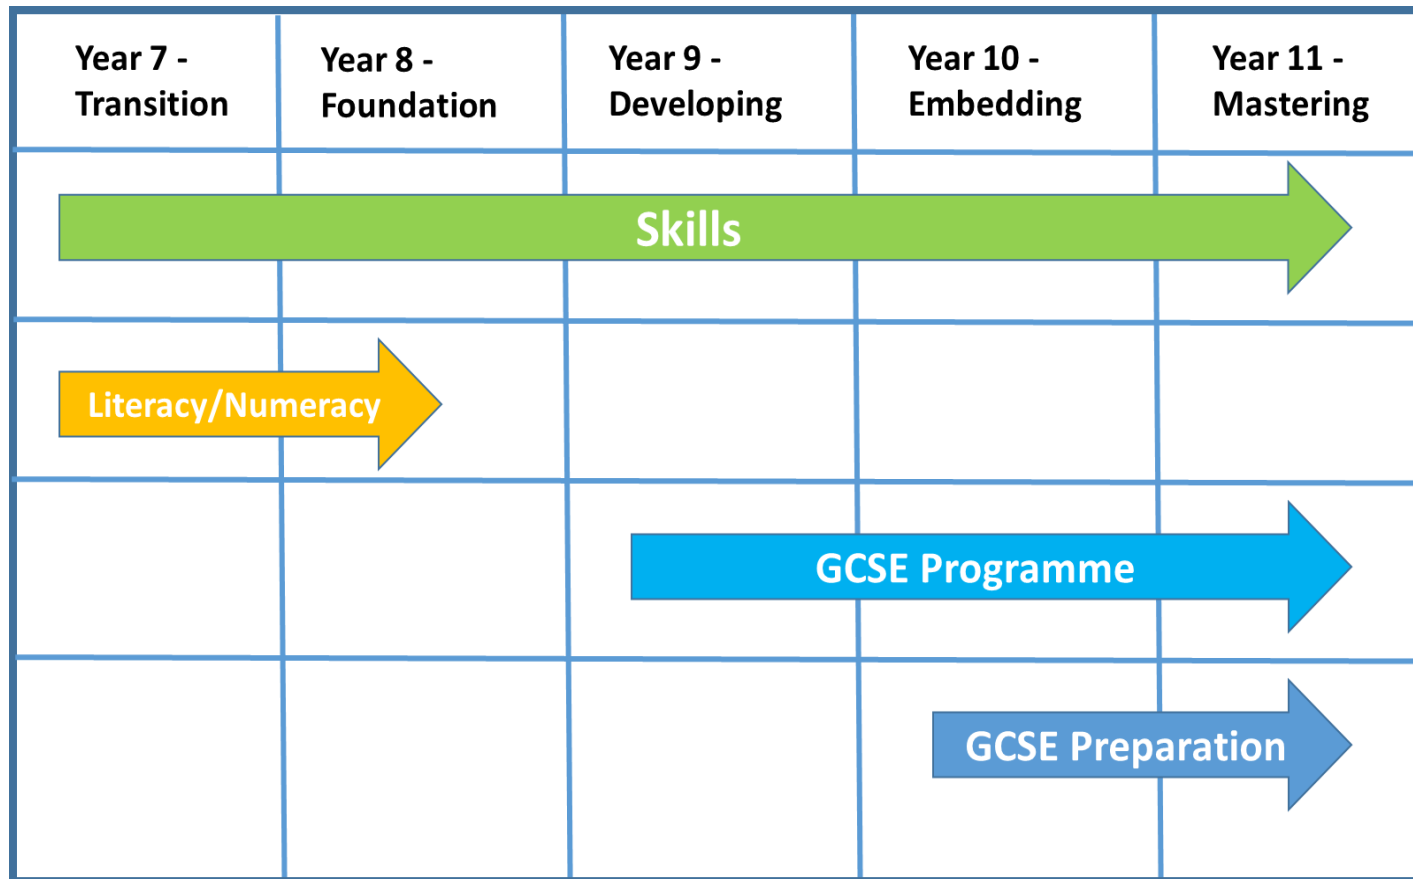 Year 7 -
Transition
Year 8 -
Foundation
Year 9 -
Developing
Year 10 -
Embedding
Year 11 -
Mastering
Skills
Literacy/Numeracy
GCSE Programme
GCSE Preparation